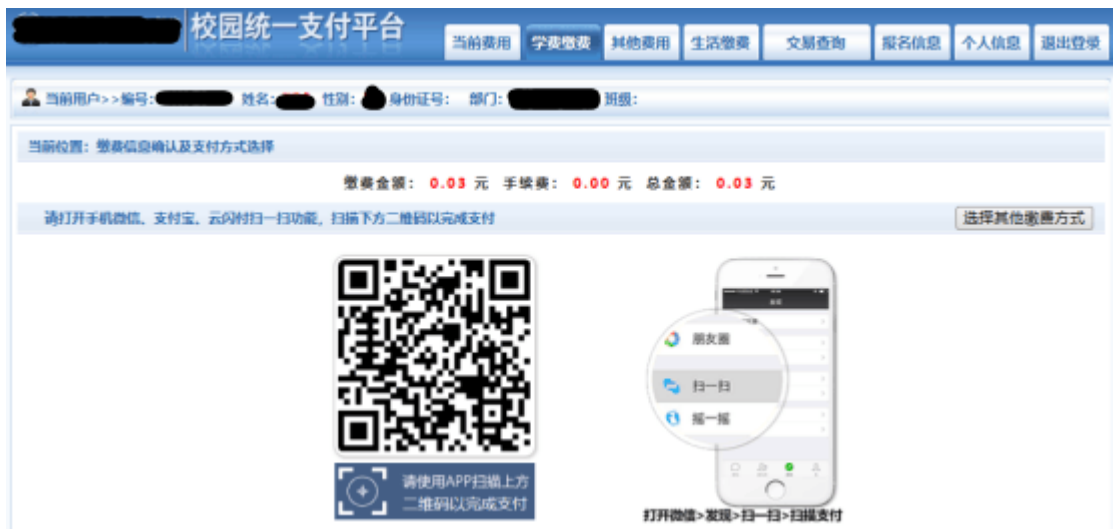 校园统一支付平台
当前费用 学费缴费 其他费用 生活缴费 交易查询 报名信息 个人信息 退出登录
当前用户>>编号: 姓名: 性别: 身份证号: 部门: 班级:
当前位置: 缴费信息确认及支付方式选择
缴费金额: 0.03 元 手续费: 0.00 元 总金额: 0.03 元
请打开手机微信、支付宝、云闪付扫一扫功能, 扫描下方二维码以完成支付
选择其他缴费方式
朋友圈
扫一扫
摇一摇
请使用APP扫描上方
二维码以完成支付
打开微信>发现>扫一扫>扫描支付